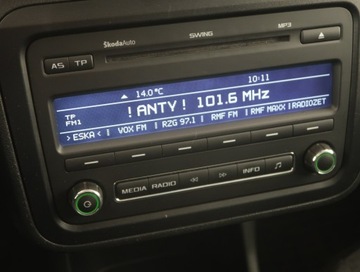 ŠkodaAuto SWING MP3
AS TP
14.0°C 10:11
! ANTY ! 101.6 MHz
TP
FM1
> ESKA < | VOX FM | RZG 97.1 | RMF FM | RMF MAXX | RADIOZET
MEDIA RADIO INFO